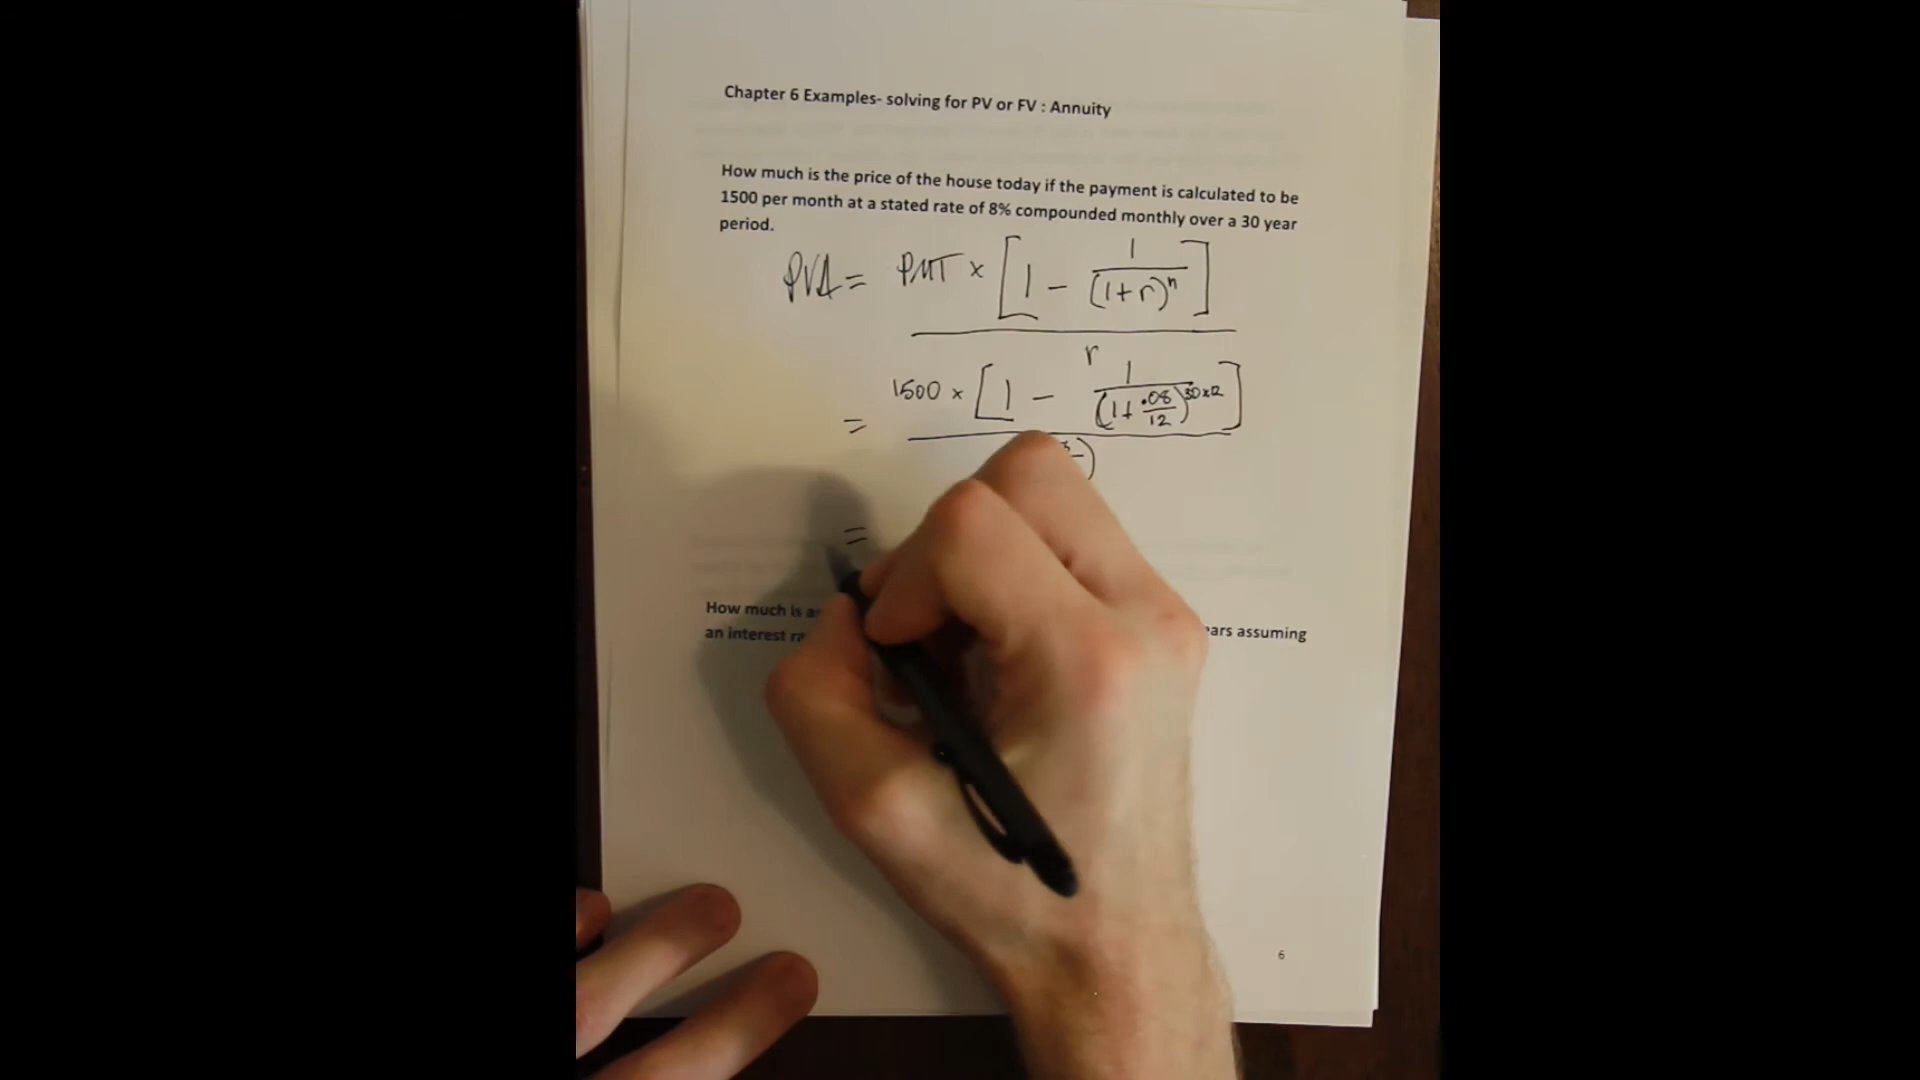 Chapter 6 Examples- solving for PV or FV : Annuity
How much is the price of the house today if the payment is calculated to be
1500 per month at a stated rate of 8% compounded monthly over a 30 year
period.
PVA = PMT × [1 - 1/(1+r)^n]
r
= 1500 × [1 - 1/(1+.08/12)^30×12]
)
=
How much is
ars assuming
an interest
6